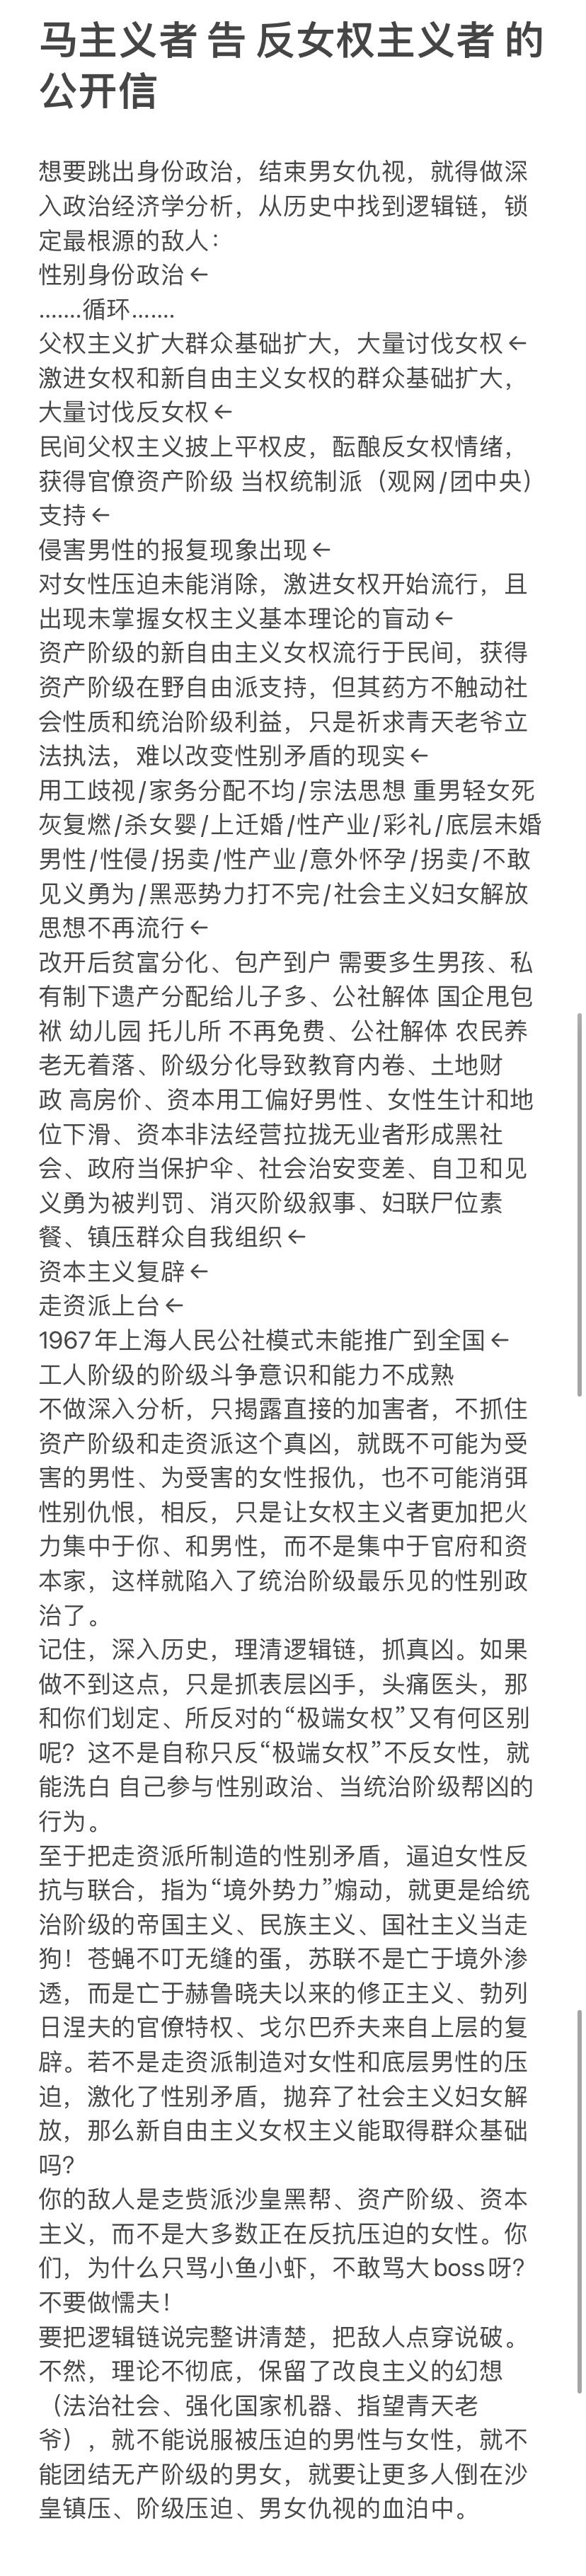 马主义者 告 反女权主义者 的
公开信
想要跳出身份政治，结束男女仇视，就得做深
入政治经济学分析，从历史中找到逻辑链，锁
定最根源的敌人：
性别身份政治←
.......循环.......
父权主义扩大群众基础扩大，大量讨伐女权←
激进女权和新自由主义女权的群众基础扩大，
大量讨伐反女权←
民间父权主义披上平权皮，酝酿反女权情绪，
获得官僚资产阶级 当权统制派（观网/团中央）
支持←
侵害男性的报复现象出现←
对女性压迫未能消除，激进女权开始流行，且
出现未掌握女权主义基本理论的盲动←
资产阶级的新自由主义女权流行于民间，获得
资产阶级在野自由派支持，但其药方不触动社
会性质和统治阶级利益，只是祈求青天老爷立
法执法，难以改变性别矛盾的现实←
用工歧视/家务分配不均/宗法思想 重男轻女死
灰复燃/杀女婴/上迁婚/性产业/彩礼/底层未婚
男性/性侵/拐卖/性产业/意外怀孕/拐卖/不敢
见义勇为/黑恶势力打不完/社会主义妇女解放
思想不再流行←
改开后贫富分化、包产到户 需要多生男孩、私
有制下遗产分配给儿子多、公社解体 国企甩包
袱 幼儿园 托儿所 不再免费、公社解体 农民养
老无着落、阶级分化导致教育内卷、土地财
政 高房价、资本用工偏好男性、女性生计和地
位下滑、资本非法经营拉拢无业者形成黑社
会、政府当保护伞、社会治安变差、自卫和见
义勇为被判罚、消灭阶级叙事、妇联尸位素
餐、镇压群众自我组织←
资本主义复辟←
走资派上台←
1967年上海人民公社模式未能推广到全国←
工人阶级的阶级斗争意识和能力不成熟
不做深入分析，只揭露直接的加害者，不抓住
资产阶级和走资派这个真凶，就既不可能为受
害的男性、为受害的女性报仇，也不可能消弭
性别仇恨，相反，只是让女权主义者更加把火
力集中于你、和男性，而不是集中于官府和资
本家，这样就陷入了统治阶级最乐见的性别政
治了。
记住，深入历史，理清逻辑链，抓真凶。如果
做不到这点，只是抓表层凶手，头痛医头，那
和你们划定、所反对的“极端女权”又有何区别
呢？这不是自称只反“极端女权”不反女性，就
能洗白 自己参与性别政治、当统治阶级帮凶的
行为。
至于把走资派所制造的性别矛盾，逼迫女性反
抗与联合，指为“境外势力”煽动，就更是给统
治阶级的帝国主义、民族主义、国社主义当走
狗！苍蝇不叮无缝的蛋，苏联不是亡于境外渗
透，而是亡于赫鲁晓夫以来的修正主义、勃列
日涅夫的官僚特权、戈尔巴乔夫来自上层的复
辟。若不是走资派制造对女性和底层男性的压
迫，激化了性别矛盾，抛弃了社会主义妇女解
放，那么新自由主义女权主义能取得群众基础
吗？
你的敌人是赱赀派沙皇黑帮、资产阶级、资本
主义，而不是大多数正在反抗压迫的女性。你
们，为什么只骂小鱼小虾，不敢骂大boss呀？
不要做懦夫！
要把逻辑链说完整讲清楚，把敌人点穿说破。
不然，理论不彻底，保留了改良主义的幻想
（法治社会、强化国家机器、指望青天老
爷），就不能说服被压迫的男性与女性，就不
能团结无产阶级的男女，就要让更多人倒在沙
皇镇压、阶级压迫、男女仇视的血泊中。